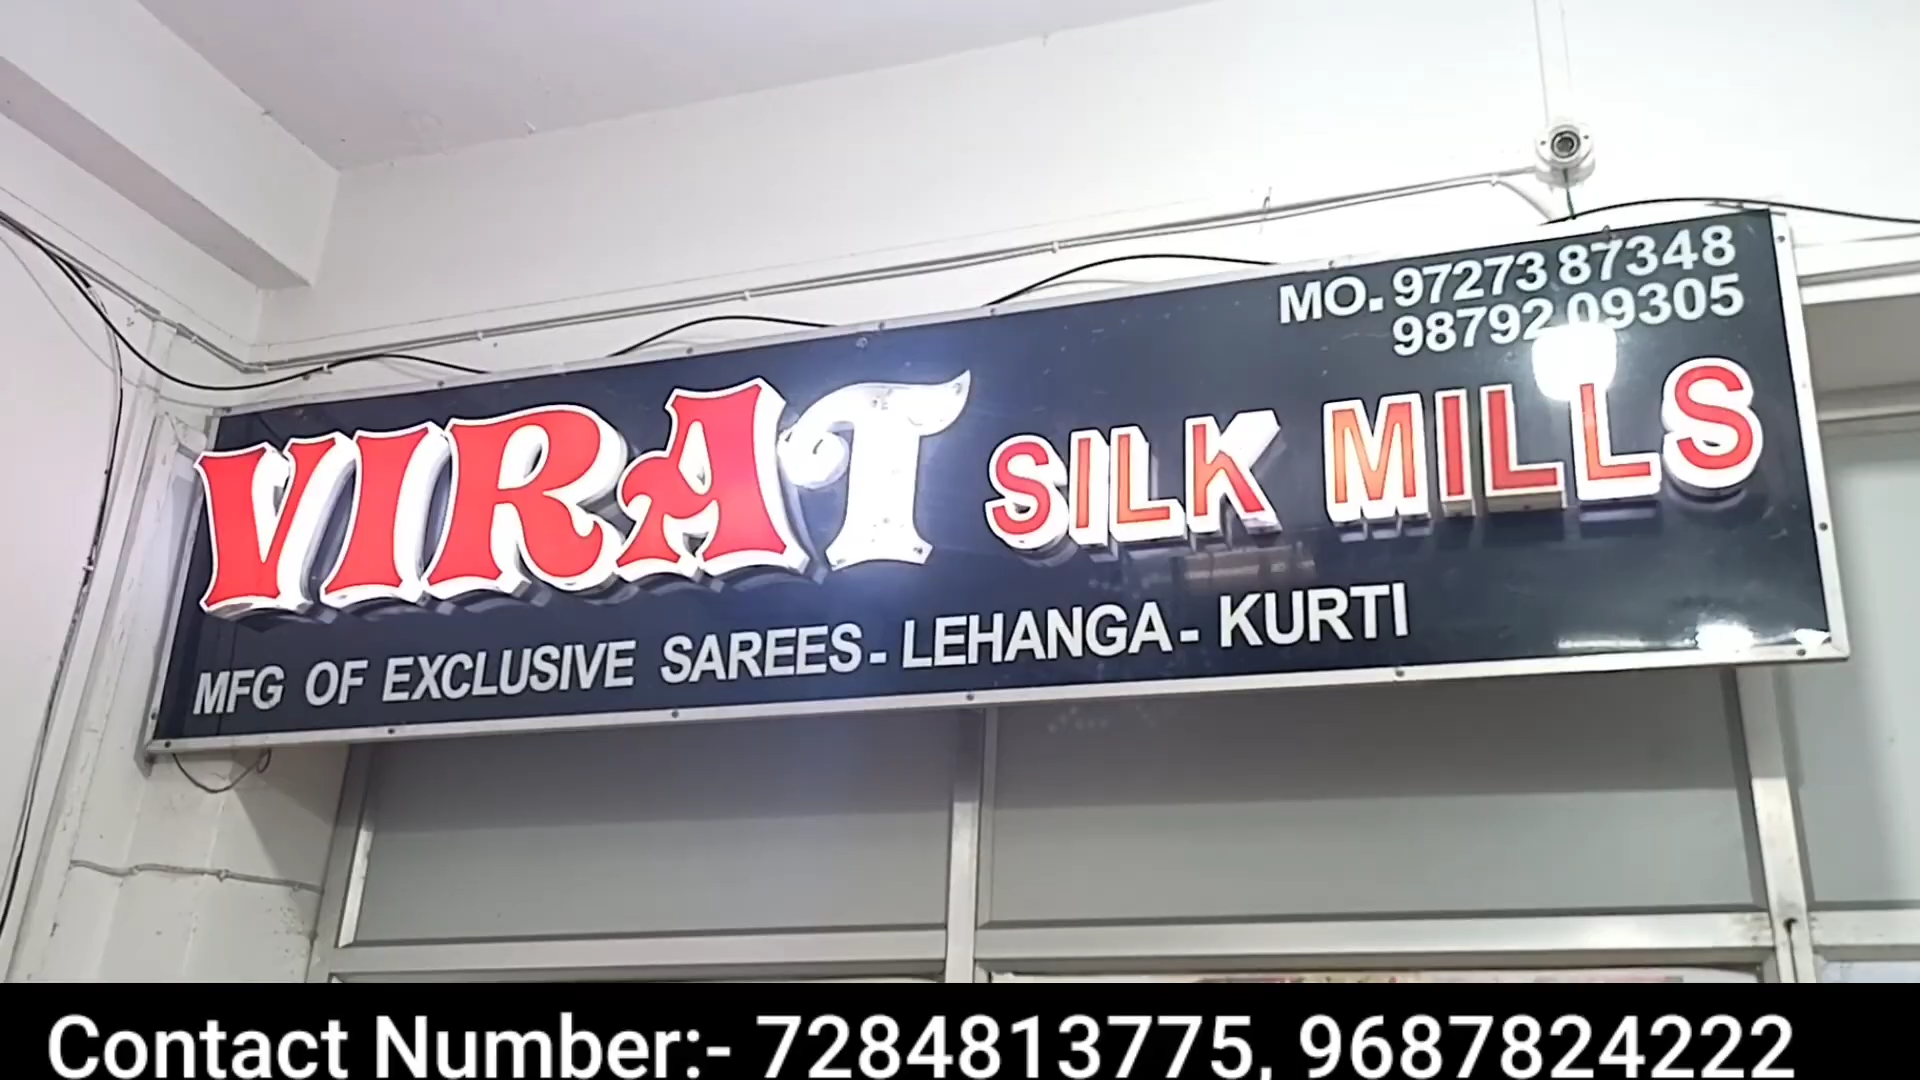 MO. 97273 87348
98792 09305
VIRAT SILK MILLS
MFG OF EXCLUSIVE SAREES - LEHANGA - KURTI
Contact Number:- 7284813775, 9687824222